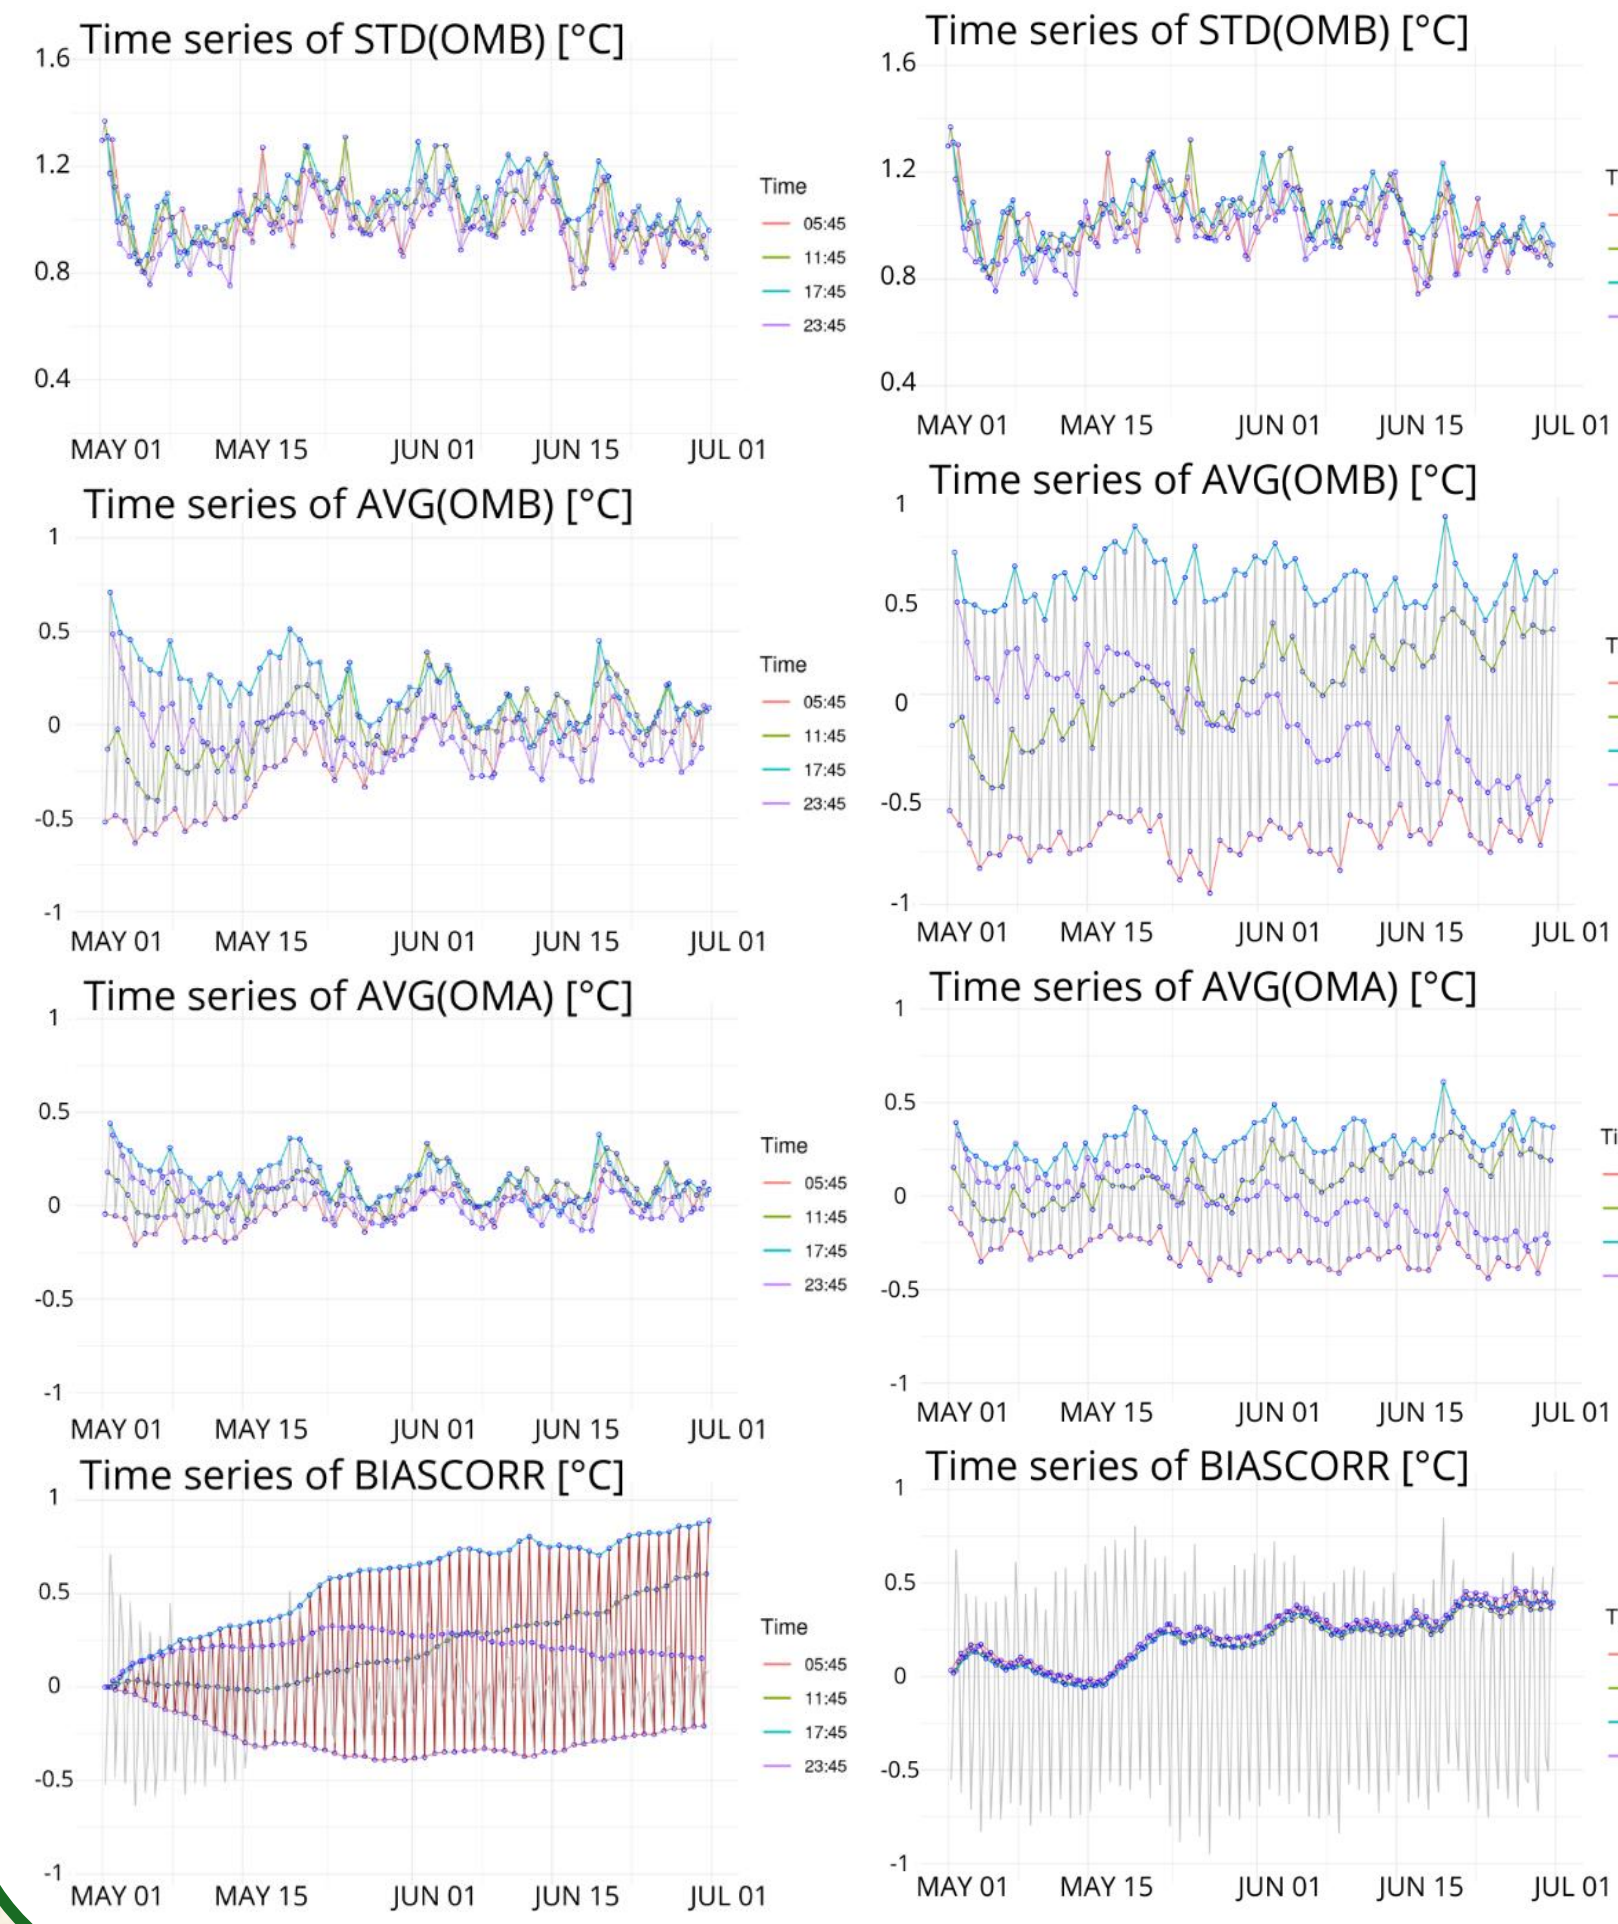 Time series of STD(OMB) [°C]
1.6
1.2
0.8
0.4
MAY 01 MAY 15 JUN 01 JUN 15 JUL 01
Time
05:45
11:45
17:45
23:45
Time series of STD(OMB) [°C]
1.6
1.2
0.8
0.4
MAY 01 MAY 15 JUN 01 JUN 15 JUL 01
T
Time series of AVG(OMB) [°C]
1
0.5
0
-0.5
-1
MAY 01 MAY 15 JUN 01 JUN 15 JUL 01
Time
05:45
11:45
17:45
23:45
Time series of AVG(OMB) [°C]
1
0.5
0
-0.5
-1
MAY 01 MAY 15 JUN 01 JUN 15 JUL 01
T
Time series of AVG(OMA) [°C]
1
0.5
0
-0.5
-1
MAY 01 MAY 15 JUN 01 JUN 15 JUL 01
Time
05:45
11:45
17:45
23:45
Time series of AVG(OMA) [°C]
1
0.5
0
-0.5
-1
MAY 01 MAY 15 JUN 01 JUN 15 JUL 01
Ti
Time series of BIASCORR [°C]
1
0.5
0
-0.5
-1
MAY 01 MAY 15 JUN 01 JUN 15 JUL 01
Time
05:45
11:45
17:45
23:45
Time series of BIASCORR [°C]
1
0.5
0
-0.5
-1
MAY 01 MAY 15 JUN 01 JUN 15 JUL 01
T